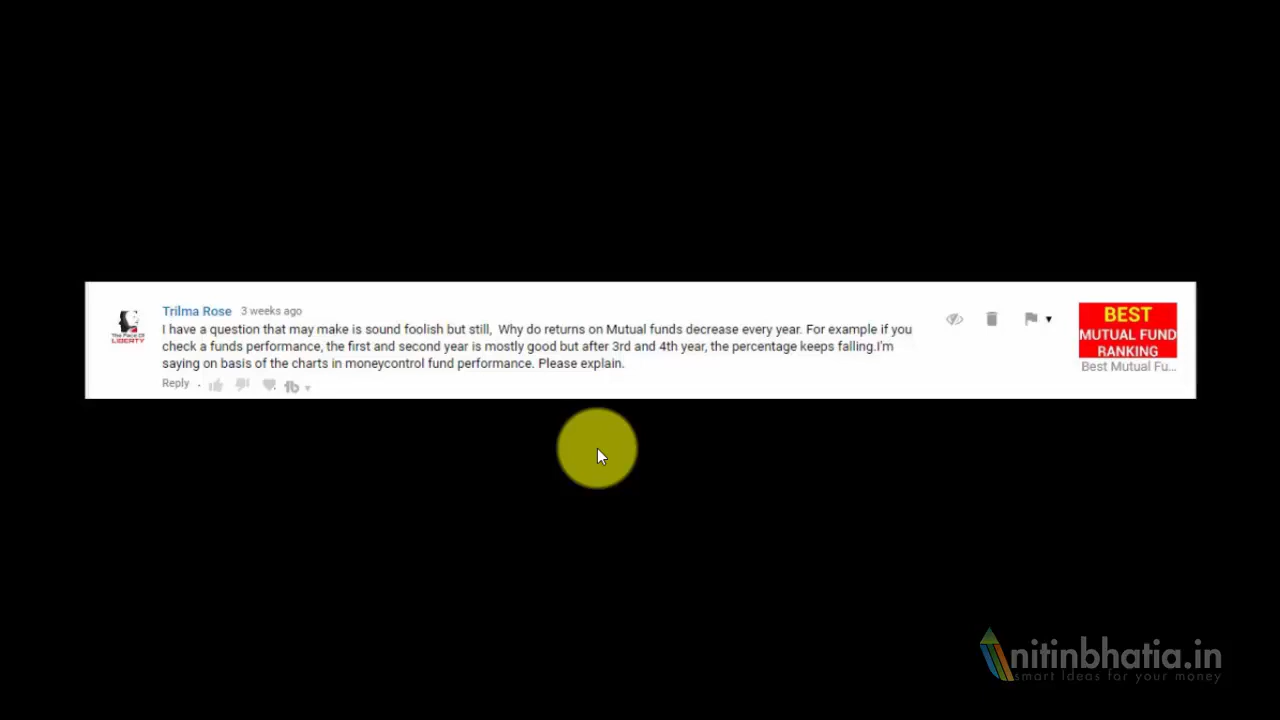 Trilma Rose 3 weeks ago
I have a question that may make is sound foolish but still, Why do returns on Mutual funds decrease every year. For example if you
check a funds performance, the first and second year is mostly good but after 3rd and 4th year, the percentage keeps falling.I'm
saying on basis of the charts in moneycontrol fund performance. Please explain.
Reply
The Face Of
LIBERTY
BEST
MUTUAL FUND
RANKING
Best Mutual Fu...
nitinbhatia.in
smart Ideas for your money